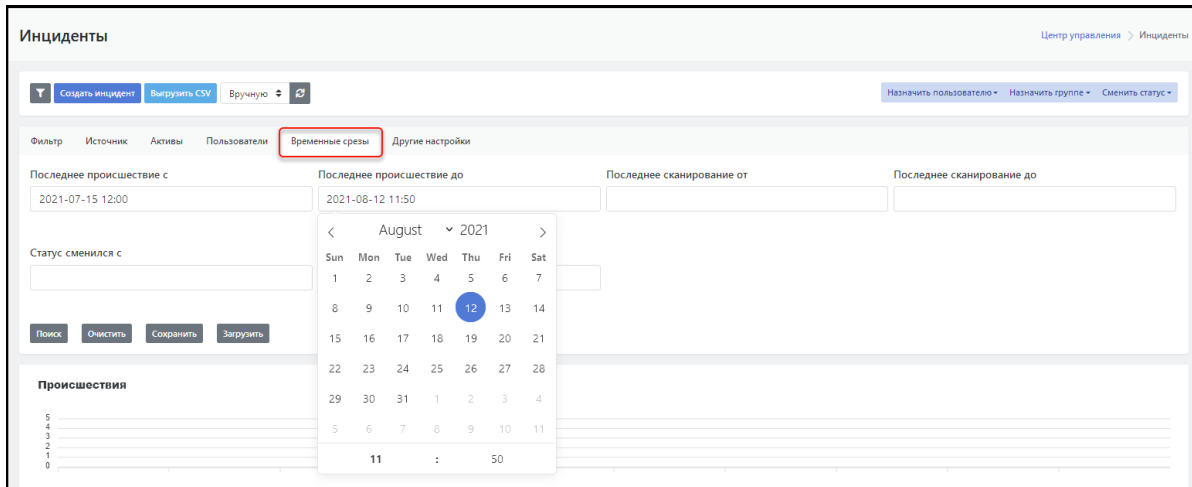 Инциденты
Центр управления > Инциденты
Создать инцидент Выгрузить CSV Вручную Назначить пользователю Назначить группе Сменить статус
Фильтр Источник Активы Пользователи Временные срезы Другие настройки
Последнее происшествие с Последнее происшествие до Последнее сканирование от Последнее сканирование до
2021-07-15 12:00 2021-08-12 11:50
August 2021
Статус сменился с
Sun Mon Tue Wed Thu Fri Sat
1 2 3 4 5 6 7
8 9 10 11 12 13 14
Поиск Очистить Сохранить Загрузить
15 16 17 18 19 20 21
22 23 24 25 26 27 28
Происшествия
29 30 31 1 2 3 4
5 6 7 8 9 10 11
5
4
3
2
1
0
11 : 50